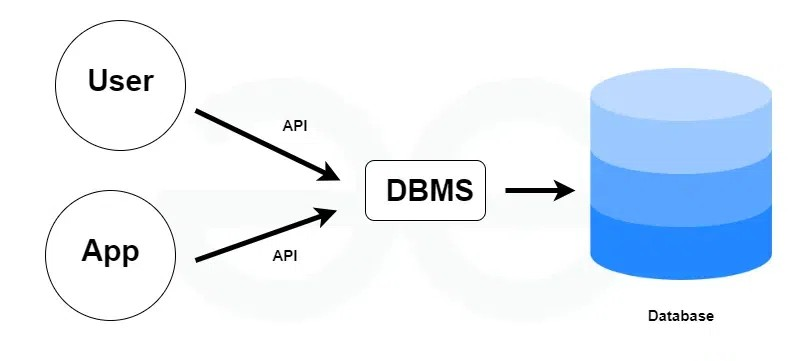 User
API
App
API
DBMS
Database